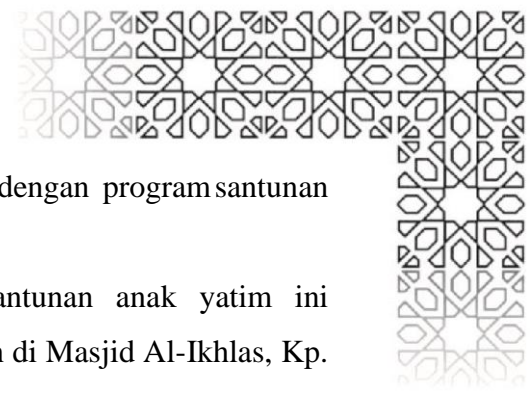 dengan program santunan
antunan anak yatim ini
di Masjid Al-Ikhlas, Kp.